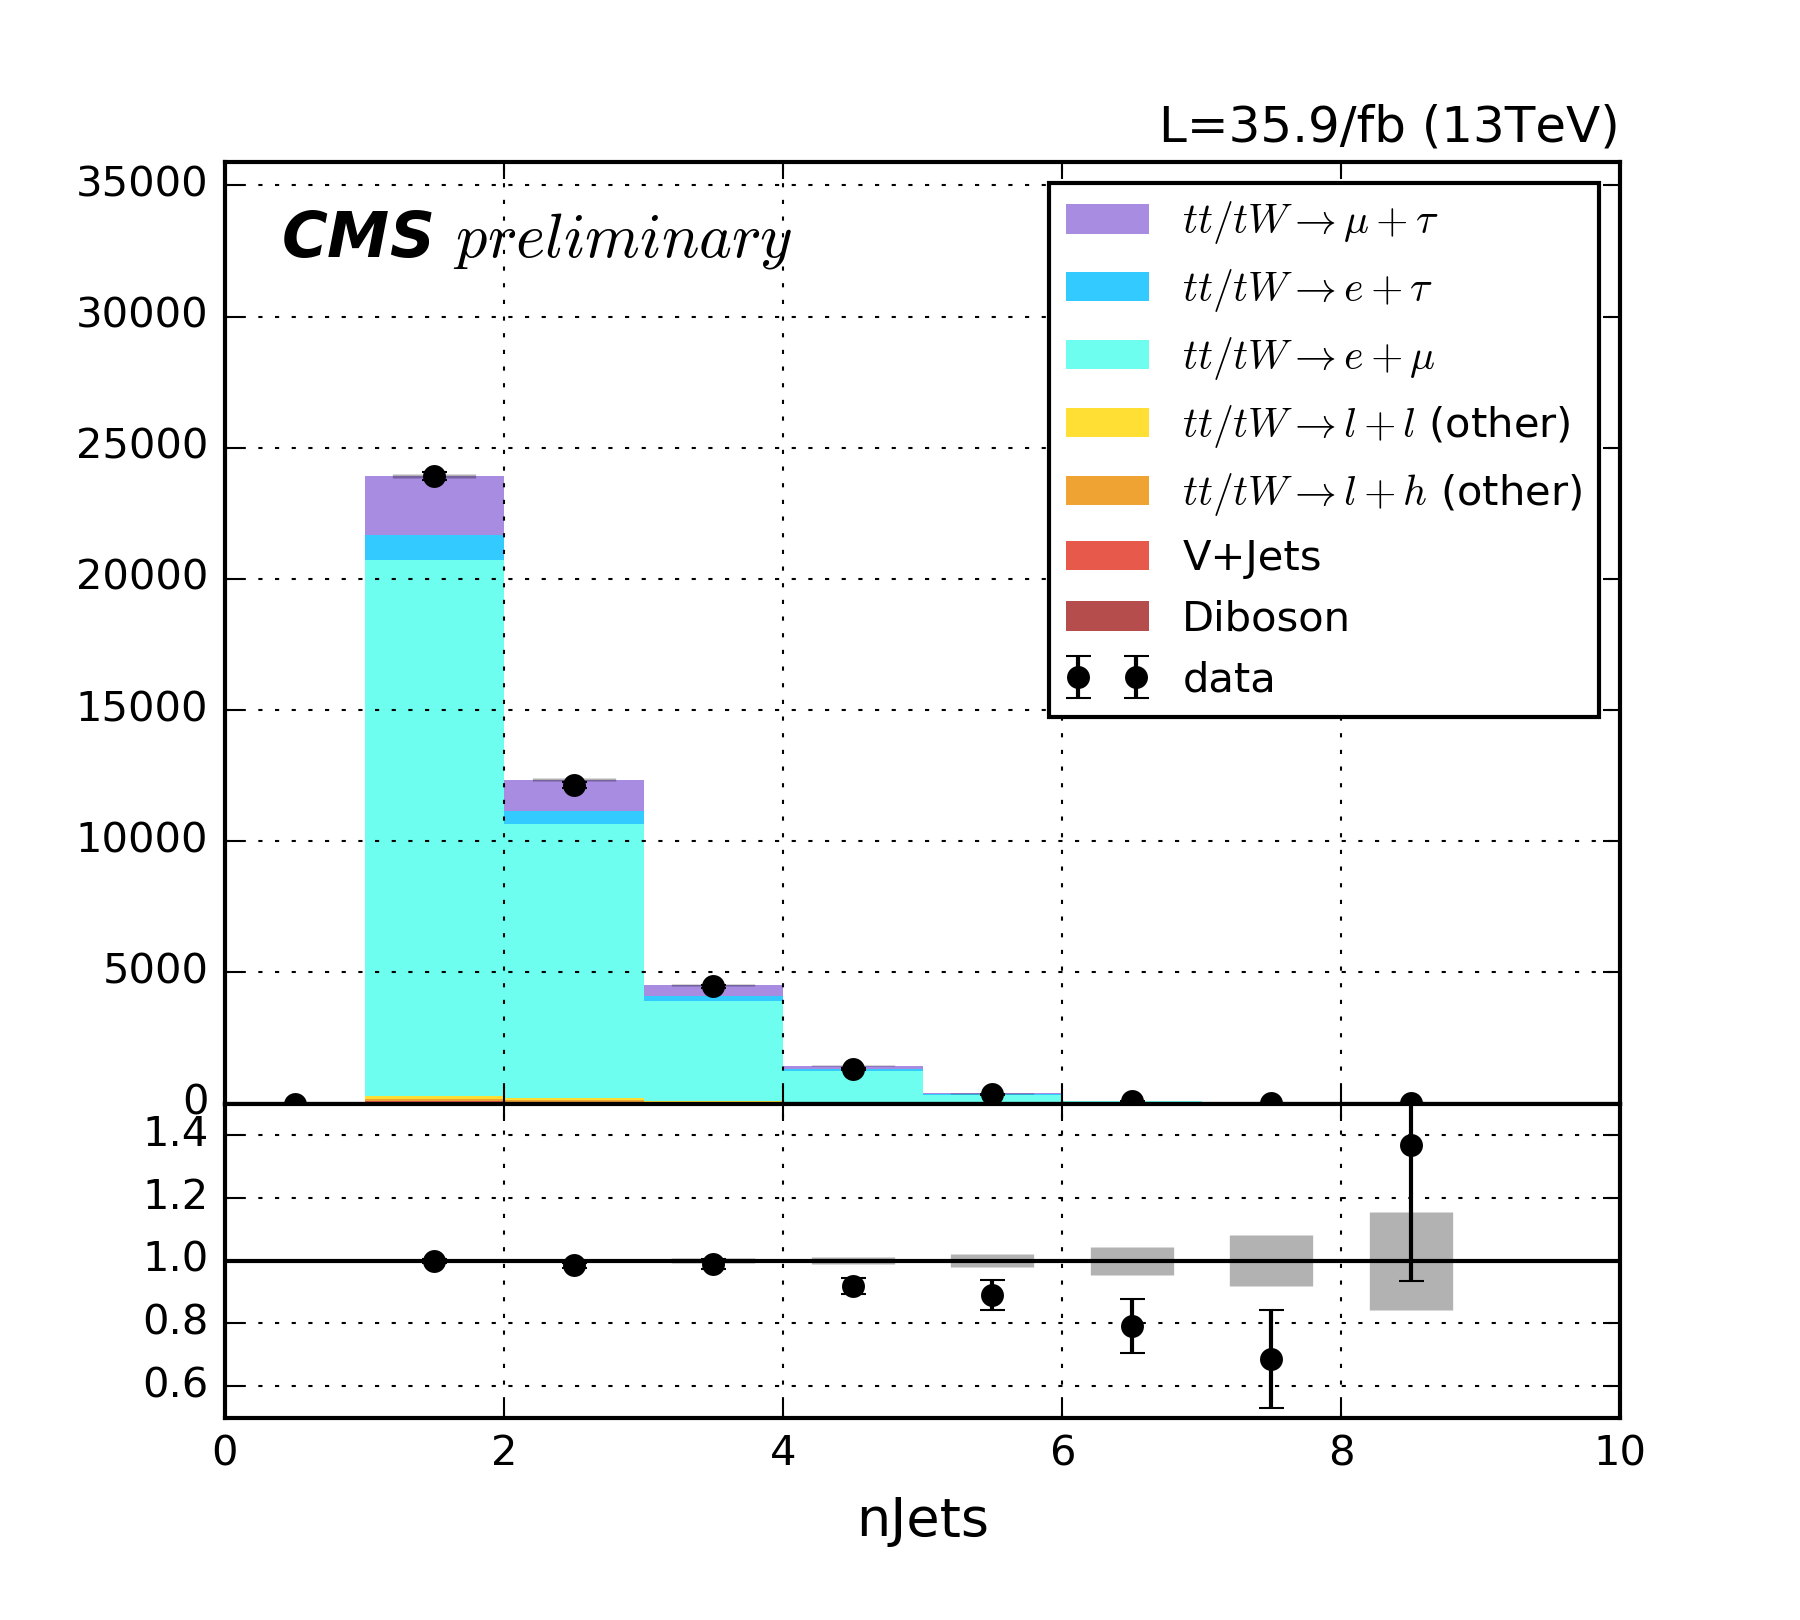 L=35.9/fb (13TeV)
CMS preliminary
35000
30000
25000
20000
15000
10000
5000
0
tt/tW → μ + τ
tt/tW → e + τ
tt/tW → e + μ
tt/tW → l + l (other)
tt/tW → l + h (other)
V+Jets
Diboson
data
1.4
1.2
1.0
0.8
0.6
0 2 4 6 8 10
nJets